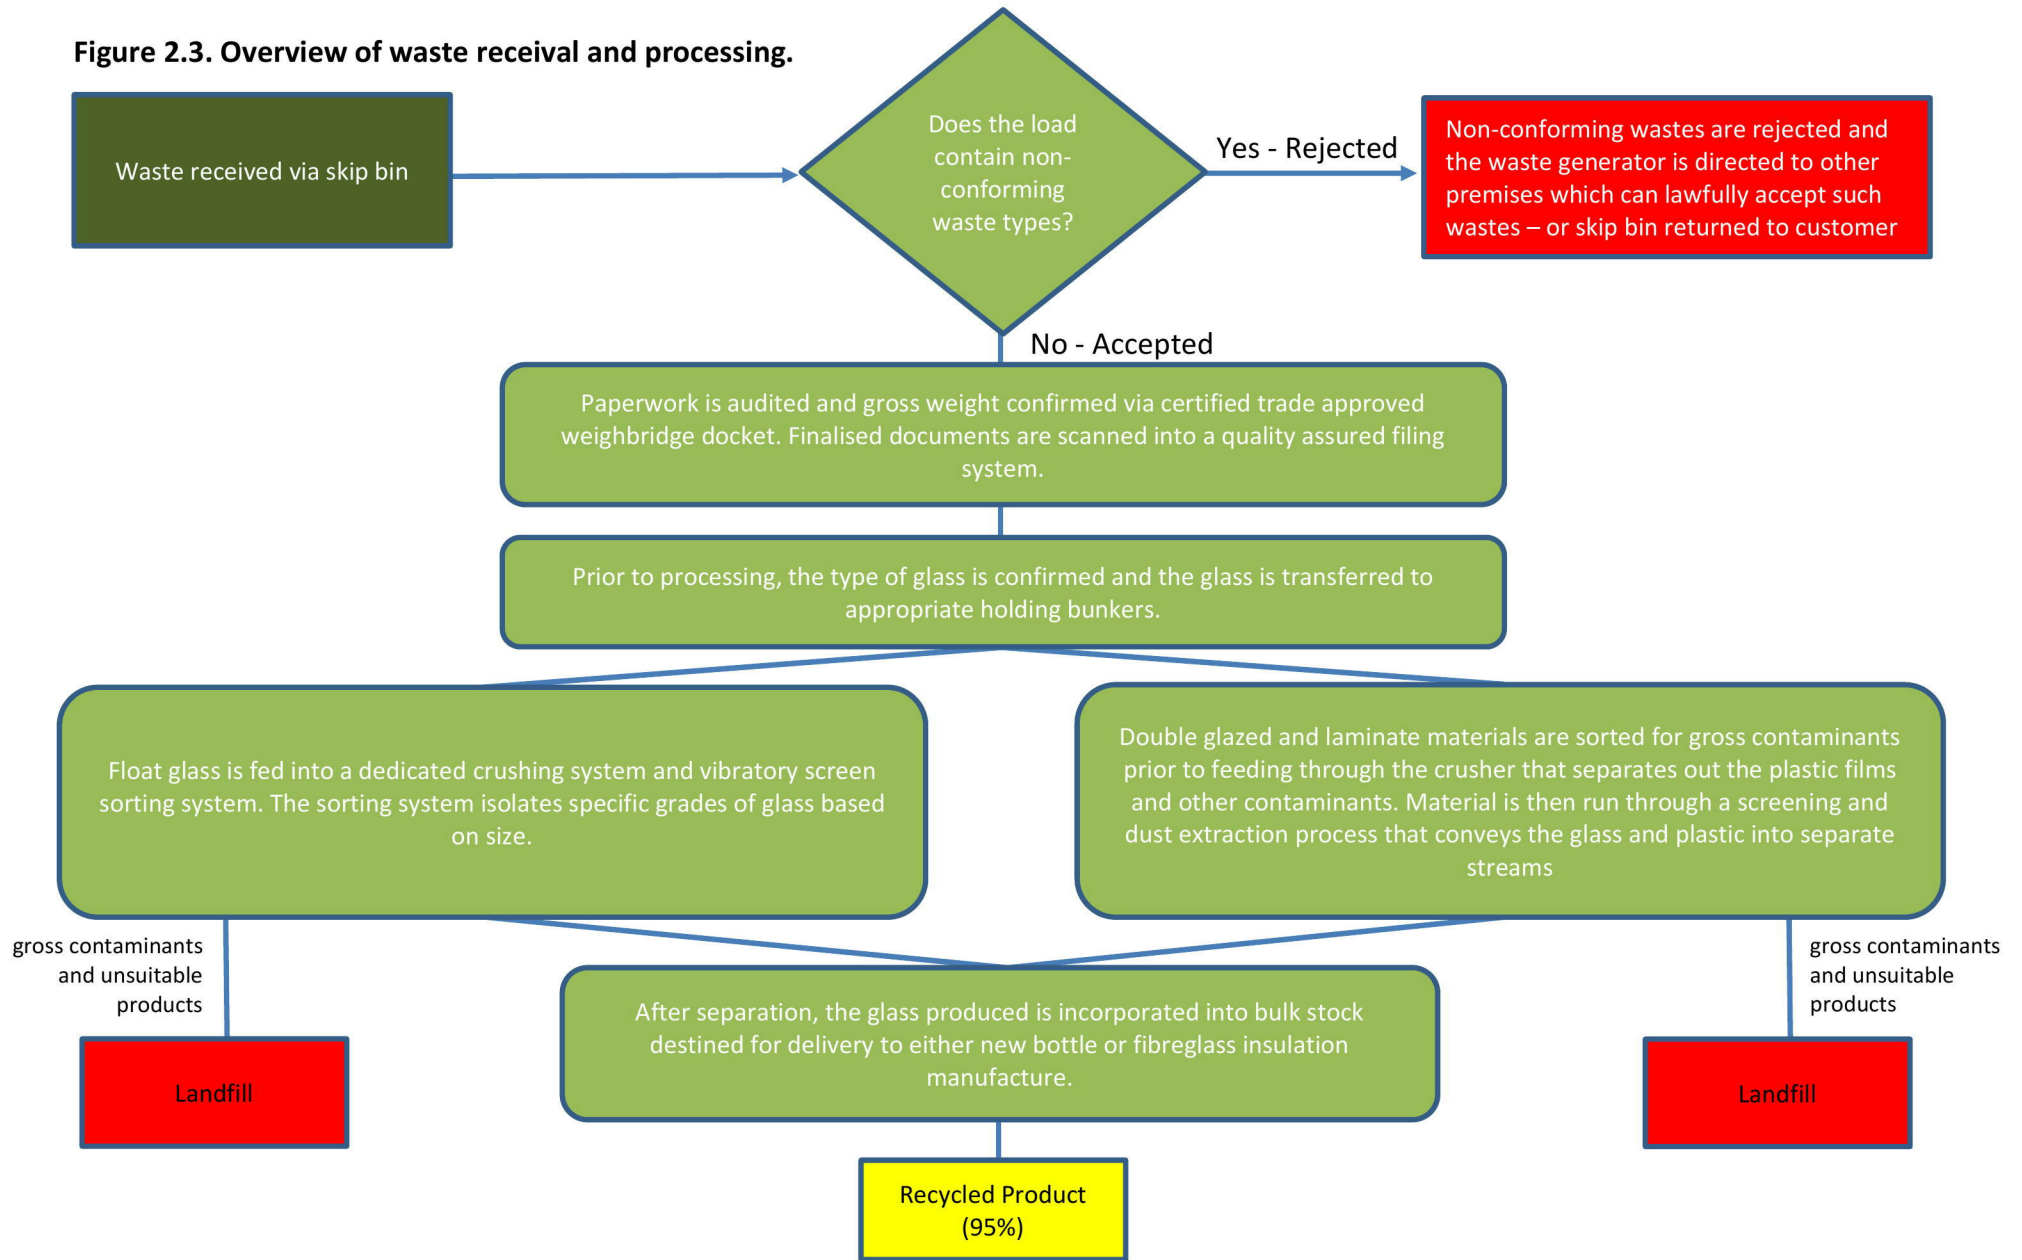 Figure 2.3. Overview of waste receival and processing.
Waste received via skip bin
Does the load
contain non-
conforming
waste types?
Yes - Rejected
Non-conforming wastes are rejected and
the waste generator is directed to other
premises which can lawfully accept such
wastes – or skip bin returned to customer
No - Accepted
Paperwork is audited and gross weight confirmed via certified trade approved
weighbridge docket. Finalised documents are scanned into a quality assured filing
system.
Prior to processing, the type of glass is confirmed and the glass is transferred to
appropriate holding bunkers.
Float glass is fed into a dedicated crushing system and vibratory screen
sorting system. The sorting system isolates specific grades of glass based
on size.
Double glazed and laminate materials are sorted for gross contaminants
prior to feeding through the crusher that separates out the plastic films
and other contaminants. Material is then run through a screening and
dust extraction process that conveys the glass and plastic into separate
streams
gross contaminants
and unsuitable
products
gross contaminants
and unsuitable
products
After separation, the glass produced is incorporated into bulk stock
destined for delivery to either new bottle or fibreglass insulation
manufacture.
Landfill
Landfill
Recycled Product
(95%)